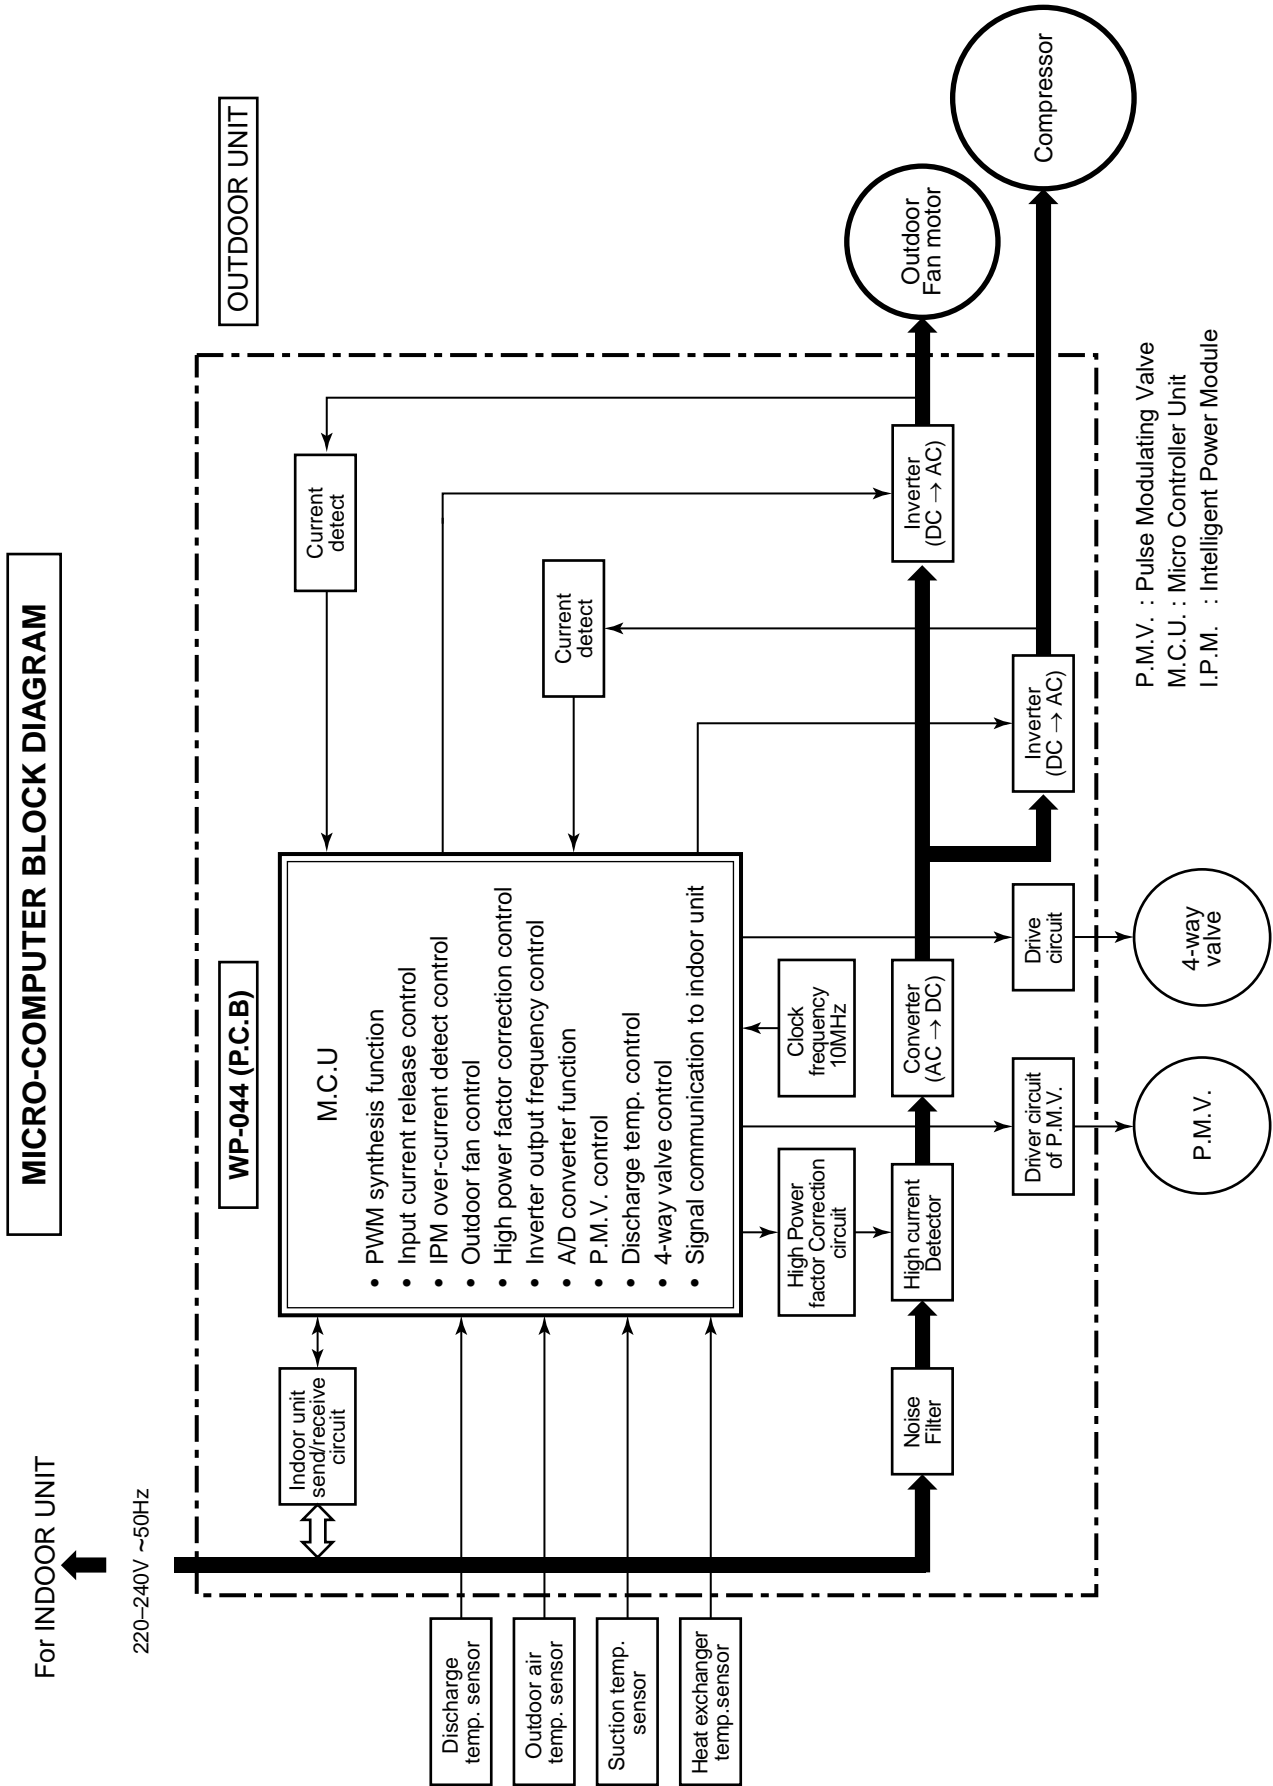 MICRO-COMPUTER BLOCK DIAGRAM
For INDOOR UNIT
220–240V ~50Hz
WP-044 (P.C.B)
OUTDOOR UNIT
Indoor unit
send/receive
circuit
M.C.U
• PWM synthesis function
• Input current release control
• IPM over-current detect control
• Outdoor fan control
• High power factor correction control
• Inverter output frequency control
• A/D converter function
• P.M.V. control
• Discharge temp. control
• 4-way valve control
• Signal communication to indoor unit
Current
detect
Current
detect
Discharge
temp. sensor
Outdoor air
temp. sensor
Suction temp.
sensor
Heat exchanger
temp.sensor
High Power
factor Correction
circuit
Clock
frequency
10MHz
Noise
Filter
High current
Detector
Converter
(AC → DC)
Inverter
(DC → AC)
Outdoor
Fan motor
Driver circuit
of P.M.V.
Drive
circuit
Inverter
(DC → AC)
Compressor
P.M.V.
4-way
valve
P.M.V. : Pulse Modulating Valve
M.C.U. : Micro Controller Unit
I.P.M. : Intelligent Power Module